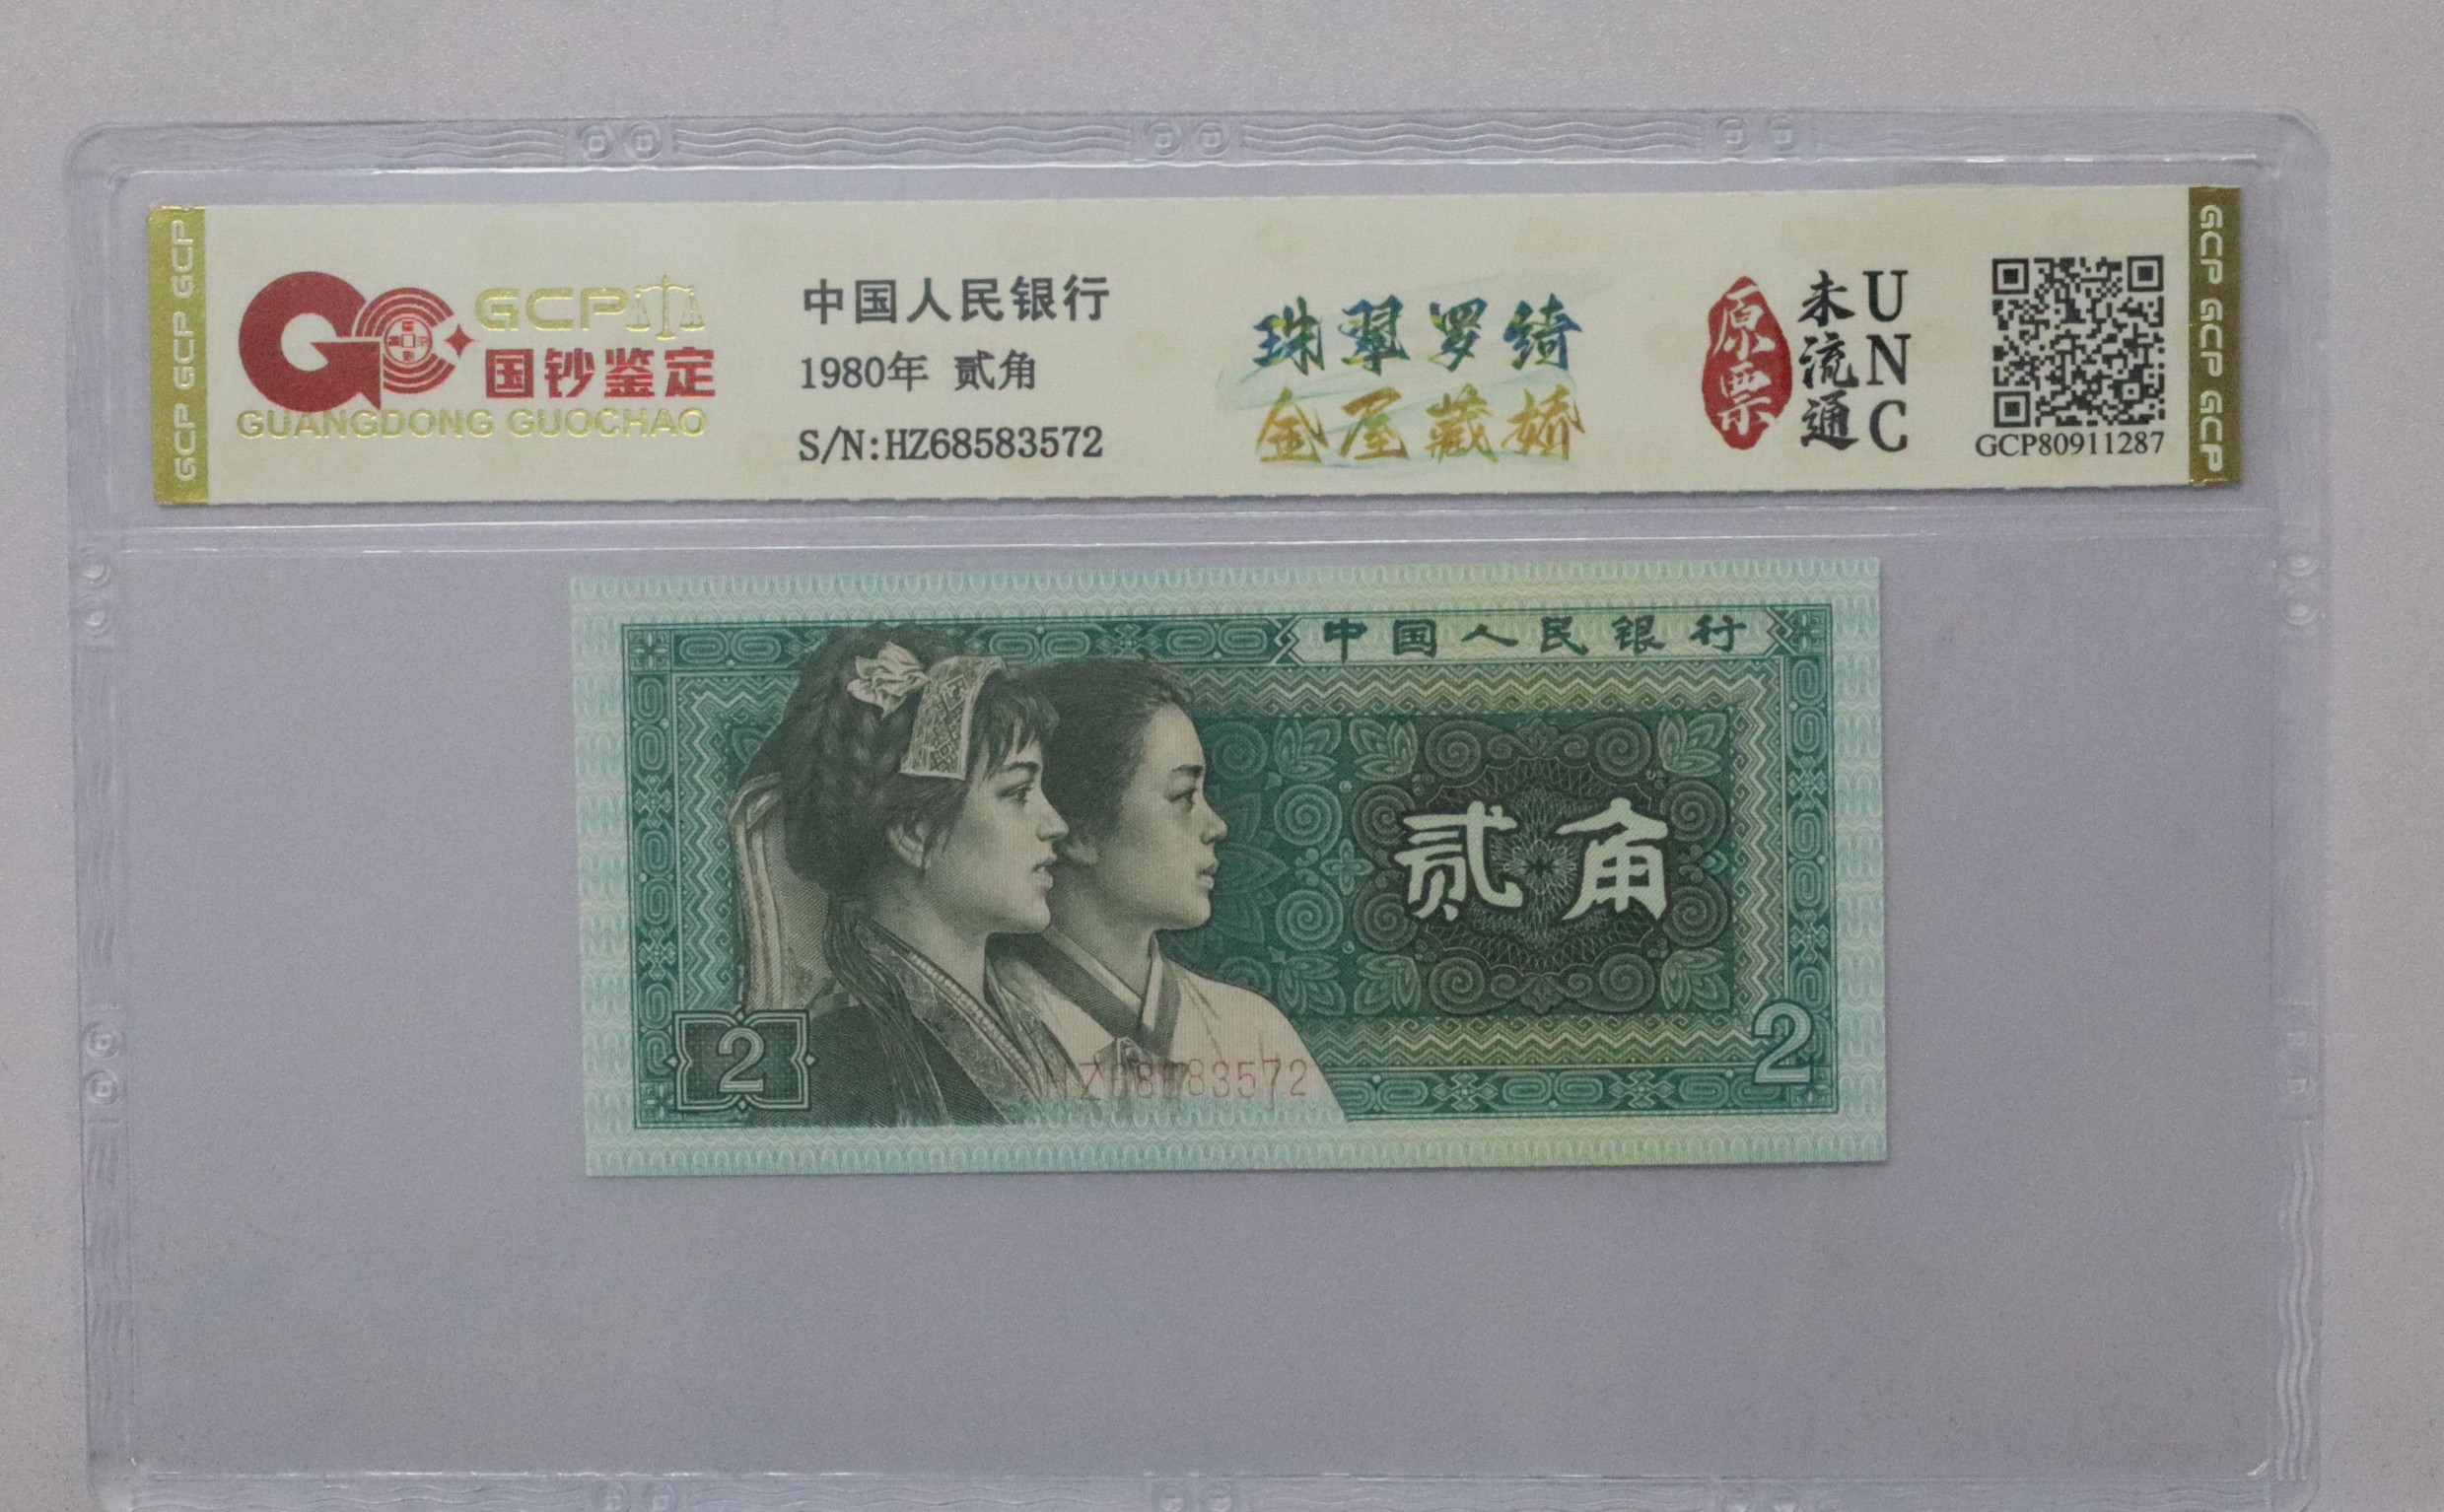 GCP GCP GCP
GCP
国钞鉴定
GUANGDONG GUOCHAO
中国人民银行
1980年 贰角
S/N:HZ68583572
珠翠罗绮
金屋藏娇
原票
未流通
UNC
GCP80911287
GCP GCP GCP
中国人民银行
贰角
2
HZ68583572
2